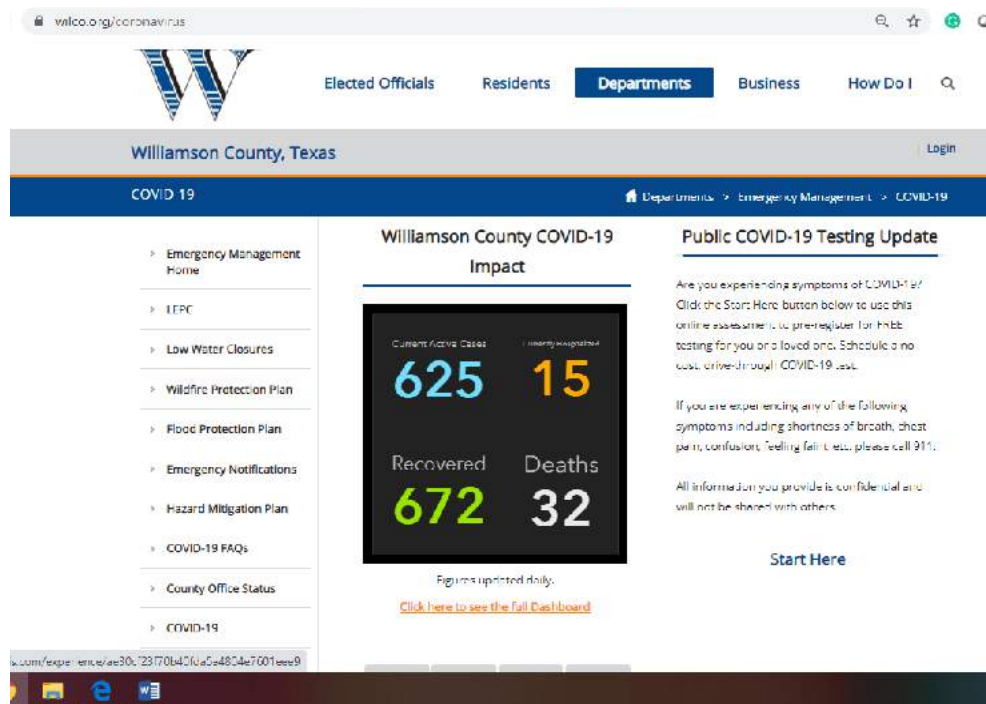 wilco.org/coronavirus
W
Elected Officials Residents Departments Business How Do I
Williamson County, Texas
Login
COVID 19
Departments > Emergency Management > COVID-19
> Emergency Management Home
> LEPC
> Low Water Closures
> Wildfire Protection Plan
> Flood Protection Plan
> Emergency Notifications
> Hazard Mitigation Plan
> COVID-19 FAQs
> County Office Status
> COVID-19
Williamson County COVID-19
Impact
Current Active Cases
625
Currently Hospitalized
15
Recovered
672
Deaths
32
Figures updated daily.
Click here to see the full Dashboard
Public COVID-19 Testing Update
Are you experiencing symptoms of COVID-19?
Click the Start Here button below to use this
online assessment to pre-register for FREE
testing for you or a loved one. Schedule a no
cost, drive-through COVID-19 test.
If you are experiencing any of the following
symptoms including shortness of breath, chest
pain, confusion, feeling faint, etc. please call 911.
All information you provide is confidential and
will not be shared with others
Start Here